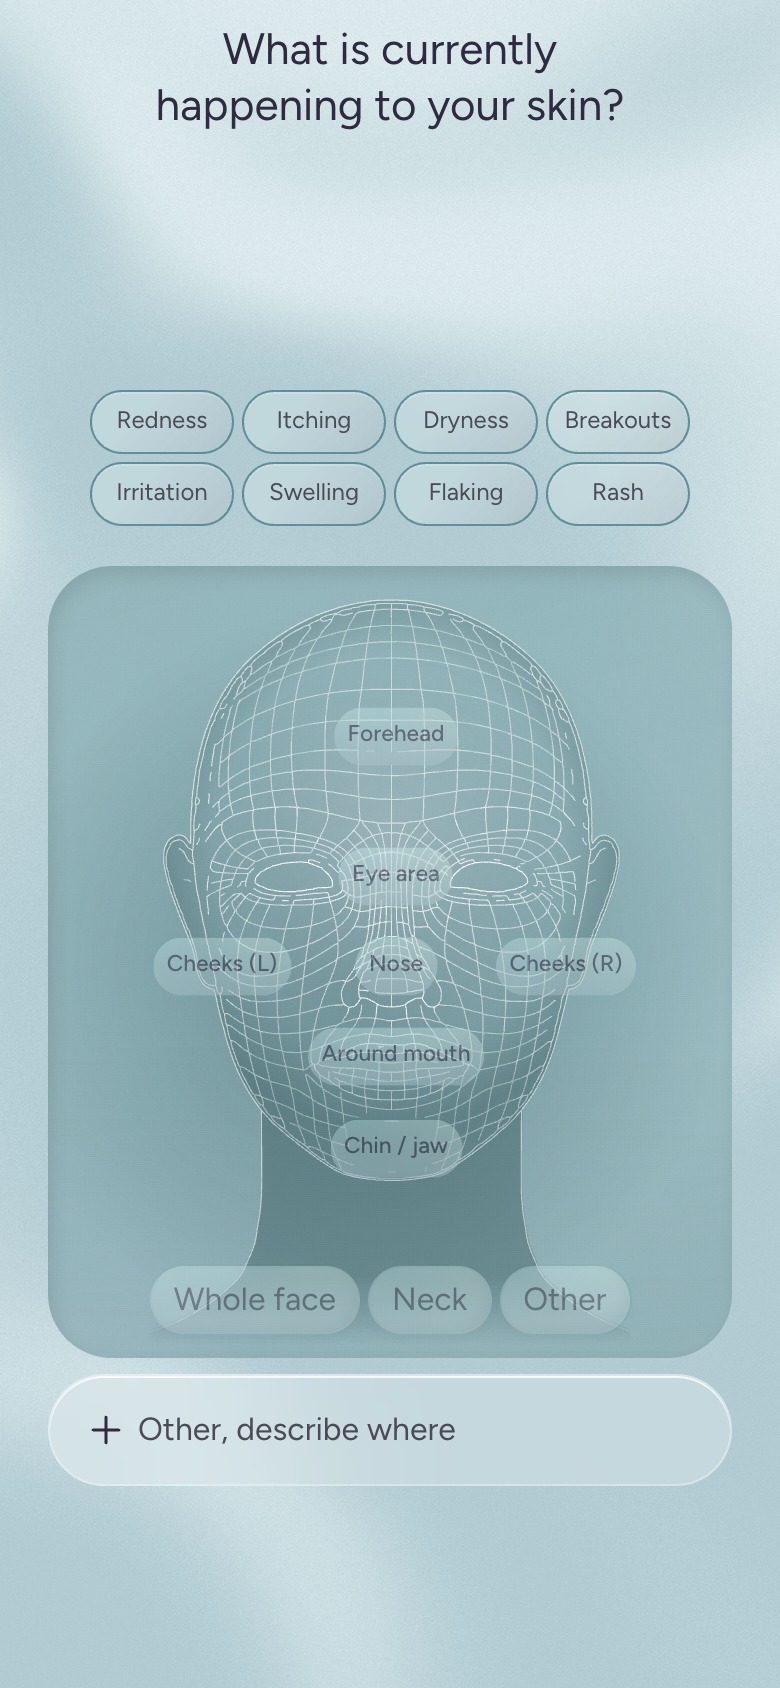 What is currently
happening to your skin?
Redness Itching Dryness Breakouts
Irritation Swelling Flaking Rash
Forehead
Eye area
Cheeks (L) Nose Cheeks (R)
Around mouth
Chin / jaw
Whole face Neck Other
Other, describe where